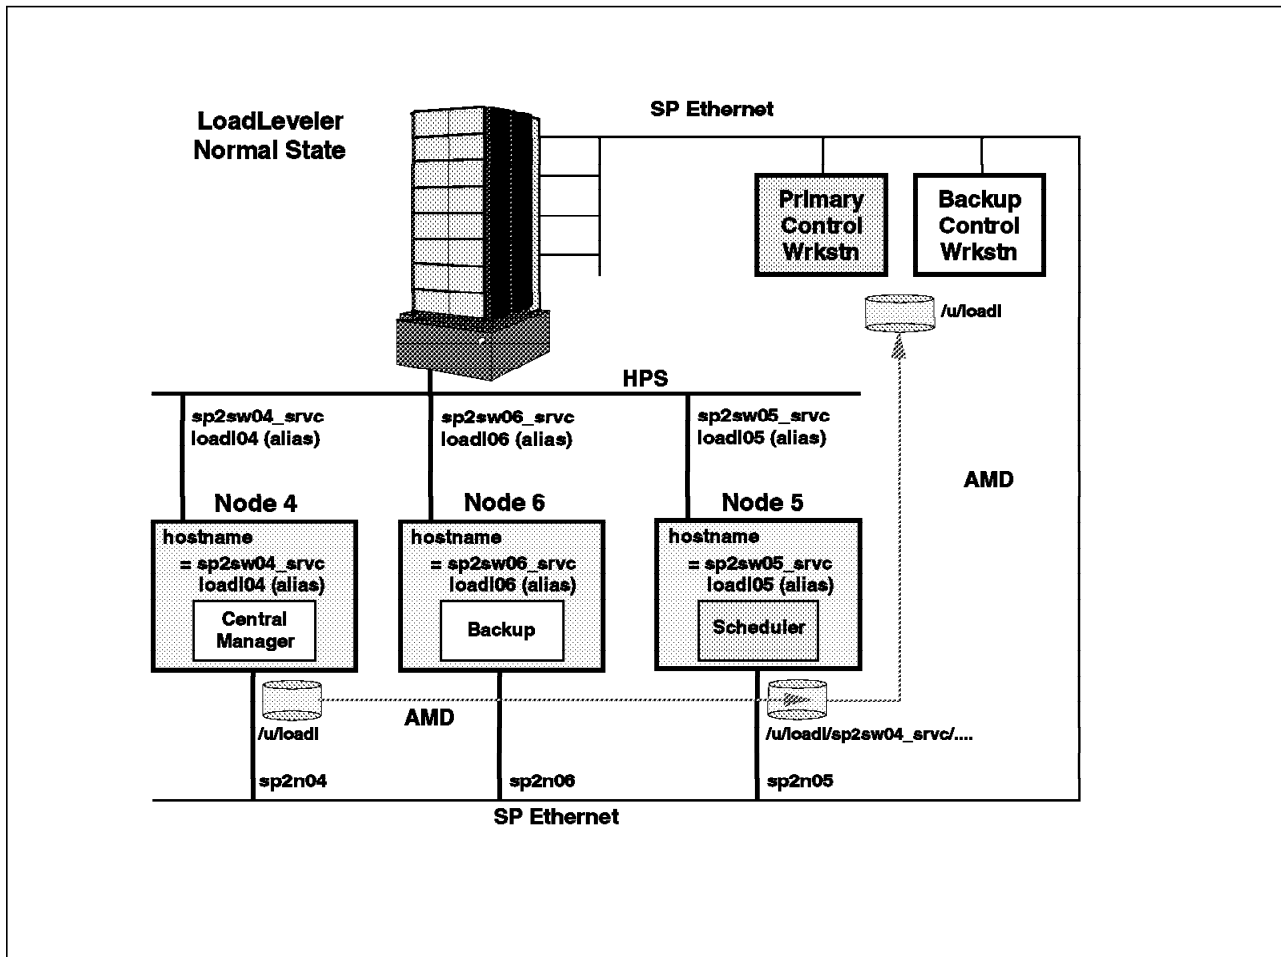 LoadLeveler
Normal State
SP Ethernet
Primary
Control
Wrkstn
Backup
Control
Wrkstn
/u/loadl
HPS
sp2sw04_srvc
loadl04 (alias)
sp2sw06_srvc
loadl06 (alias)
sp2sw05_srvc
loadl05 (alias)
AMD
Node 4
Node 6
Node 5
hostname
= sp2sw04_srvc
loadl04 (alias)
Central
Manager
hostname
= sp2sw06_srvc
loadl06 (alias)
Backup
hostname
= sp2sw05_srvc
loadl05 (alias)
Scheduler
AMD
/u/loadl
/u/loadl/sp2sw04_srvc/....
sp2n04
sp2n06
sp2n05
SP Ethernet